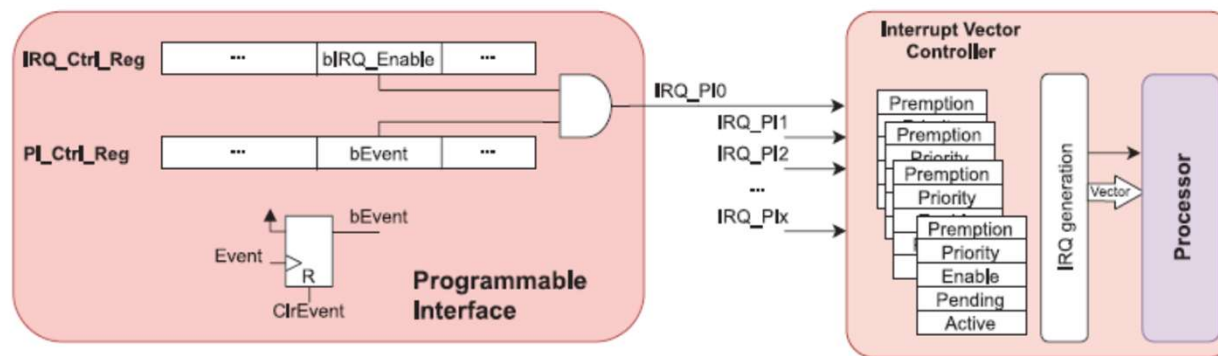 IRQ_Ctrl_Reg
...
bIRQ_Enable
...
PI_Ctrl_Reg
...
bEvent
...
bEvent
Event
R
ClrEvent
Programmable
Interface
IRQ_PI0
IRQ_PI1
IRQ_PI2
...
IRQ_PIx
Interrupt Vector
Controller
Premption
Premption
Priority
Premption
Priority
Premption
Priority
Enable
Pending
Active
IRQ generation
Vector
Processor